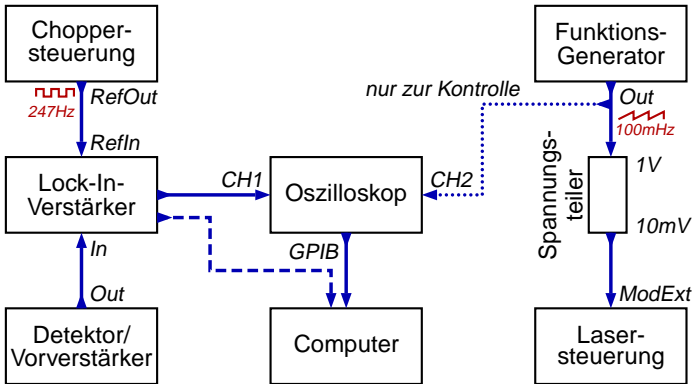 Chopper-
steuerung
Funktions-
Generator
RefOut
247Hz
nur zur Kontrolle
Out
100mHz
RefIn
Lock-In-
Verstärker
CH1
Oszilloskop
CH2
Spannungs-
teiler
1V
10mV
In
GPIB
Out
ModExt
Detektor/
Vorverstärker
Computer
Laser-
steuerung